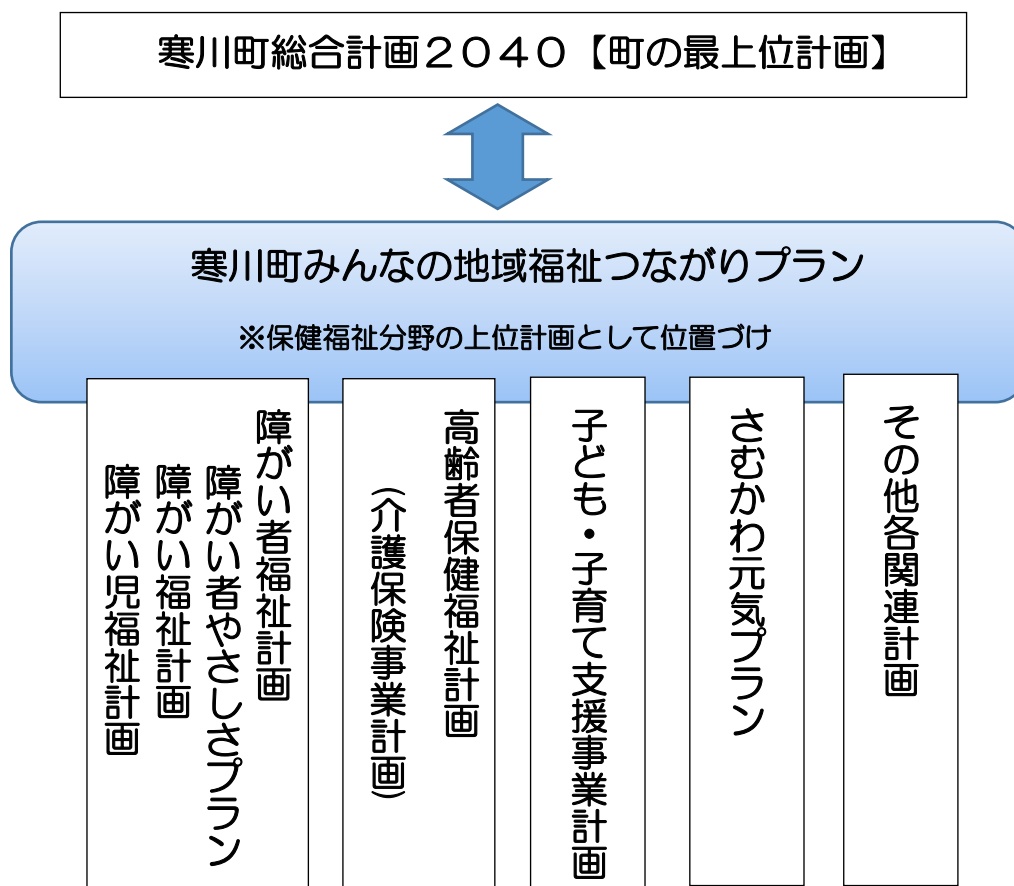 寒川町総合計画２０４０【町の最上位計画】
寒川町みんなの地域福祉つながりプラン
※保健福祉分野の上位計画として位置づけ
障がい者福祉計画
障がい者やさしさプラン
障がい福祉計画
障がい児福祉計画
高齢者保健福祉計画
（介護保険事業計画）
子ども・子育て支援事業計画
さむかわ元気プラン
その他各関連計画